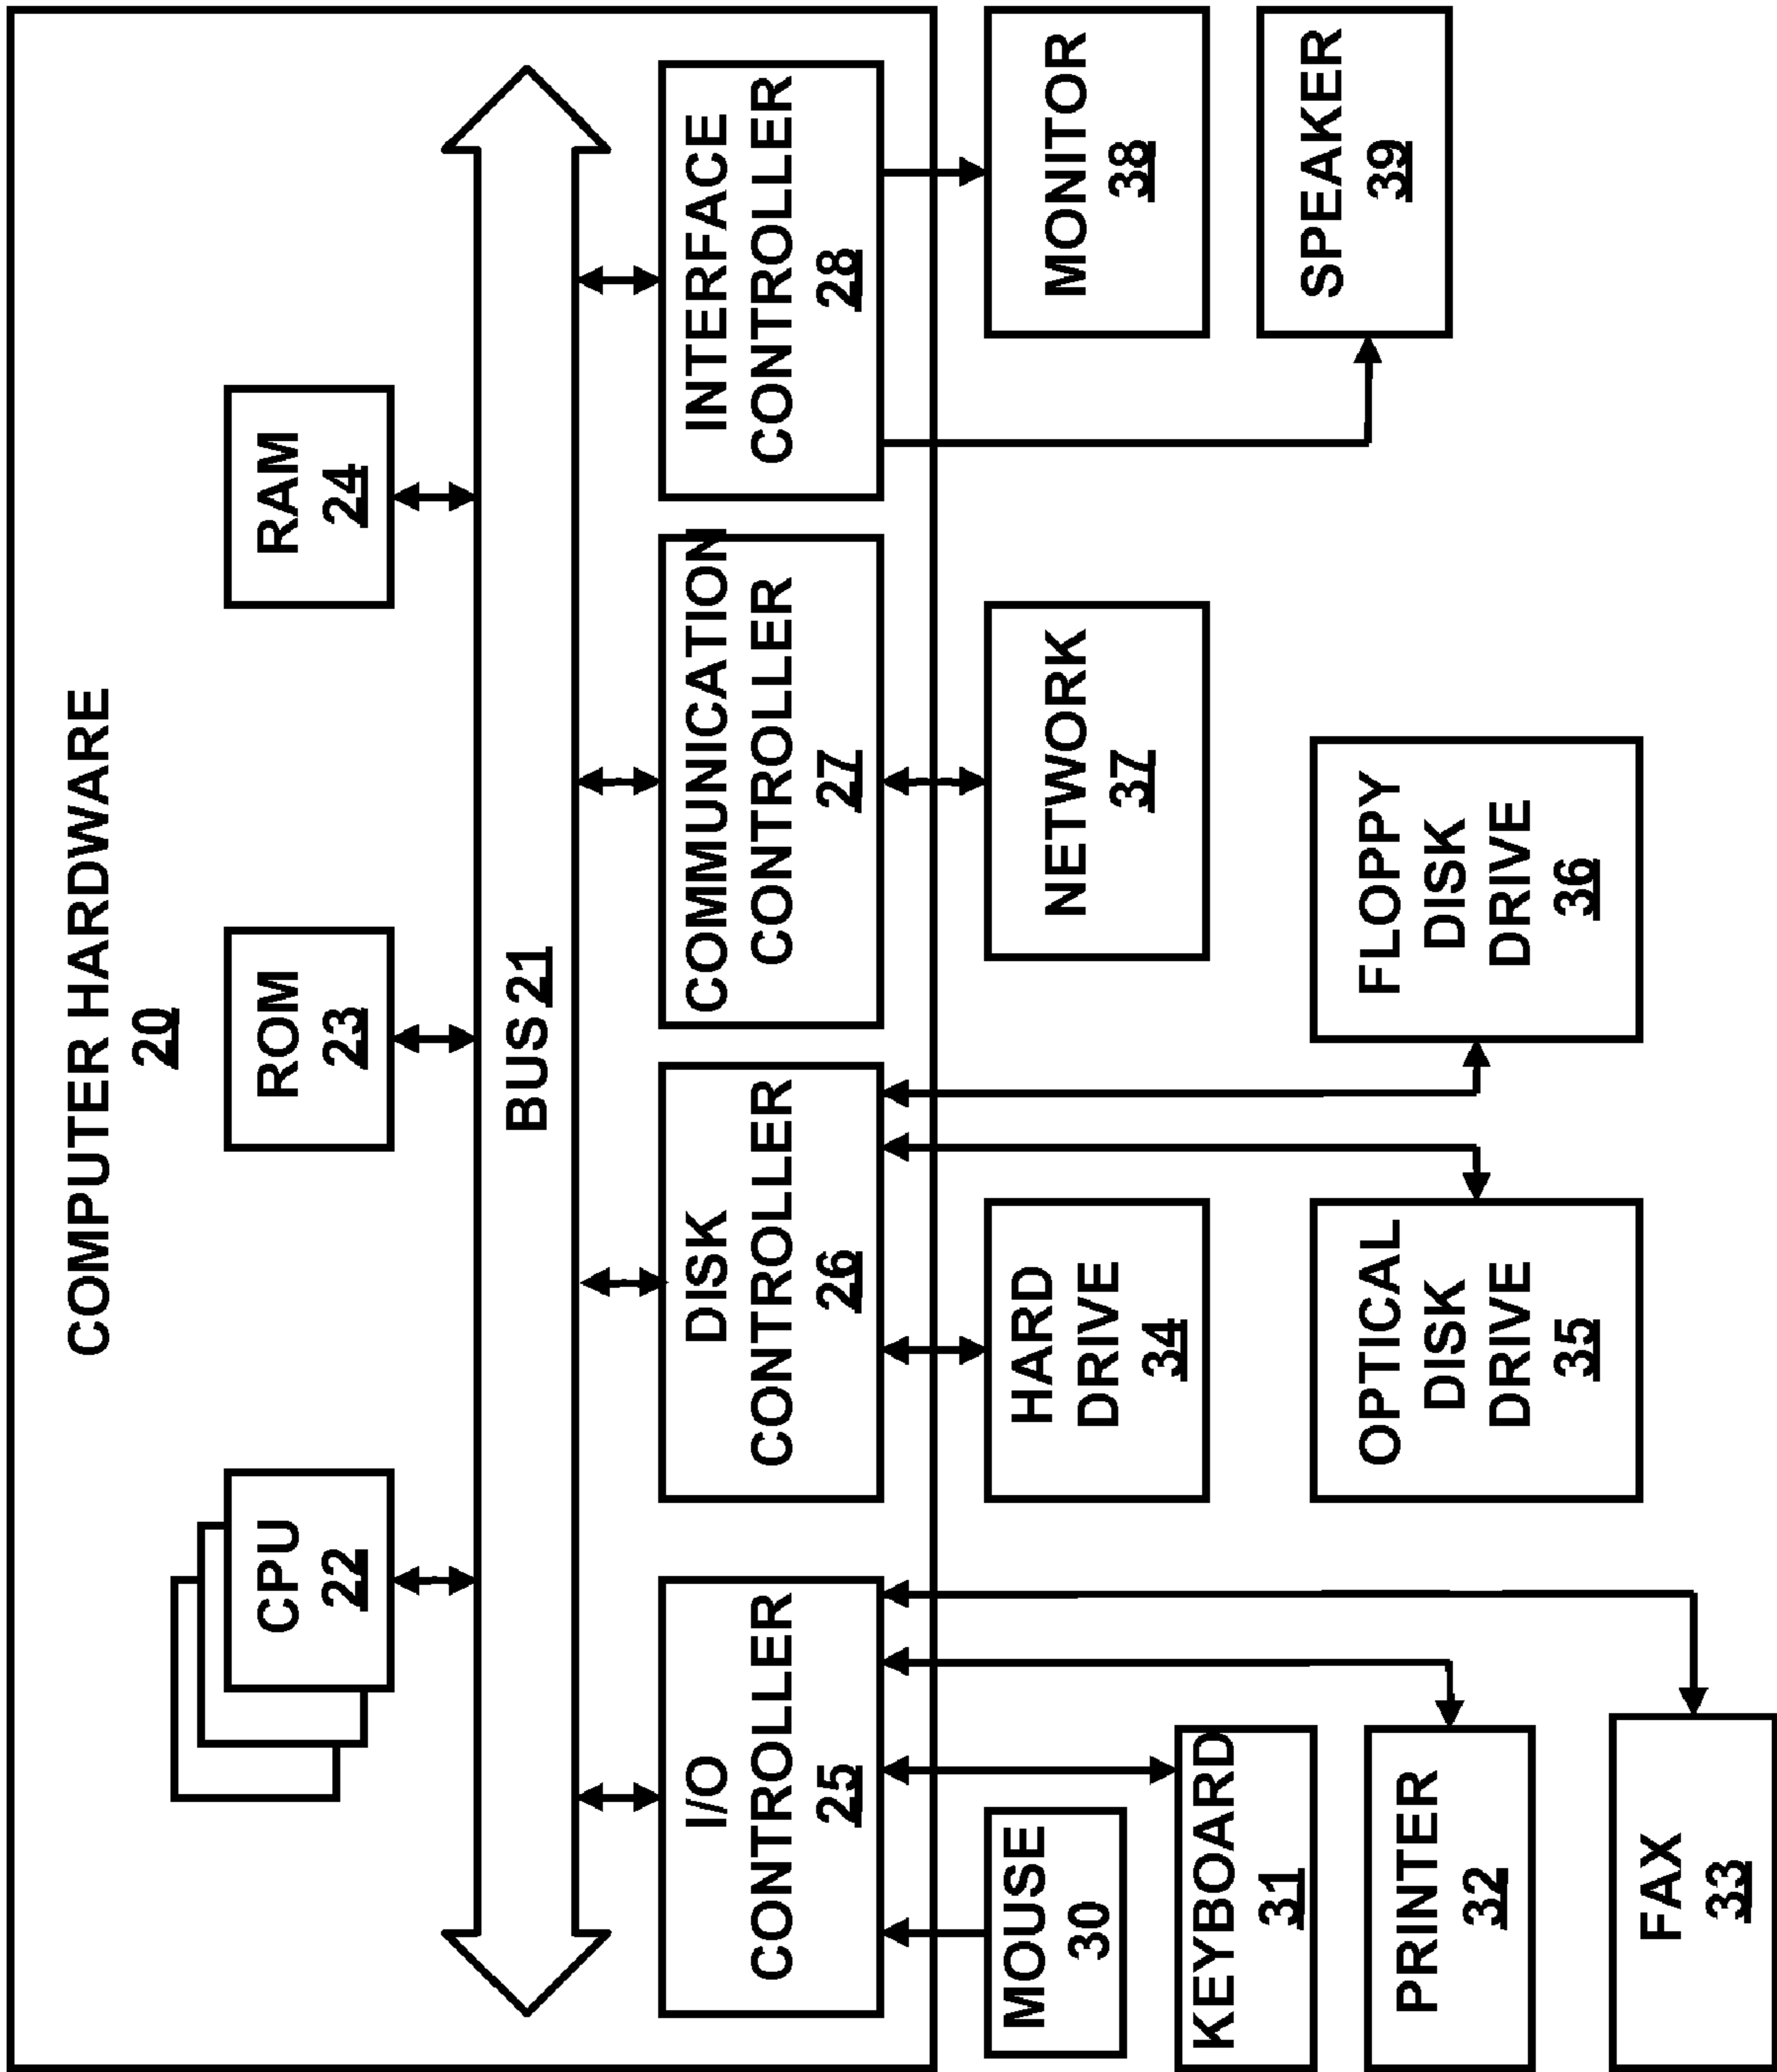 COMPUTER HARDWARE
20
CPU
22
ROM
23
RAM
24
BUS 21
I/O
CONTROLLER
25
DISK
CONTROLLER
26
COMMUNICATION
CONTROLLER
27
INTERFACE
CONTROLLER
28
MOUSE
30
KEYBOARD
31
PRINTER
32
FAX
33
HARD
DRIVE
34
OPTICAL
DISK
DRIVE
35
FLOPPY
DISK
DRIVE
36
NETWORK
37
MONITOR
38
SPEAKER
39